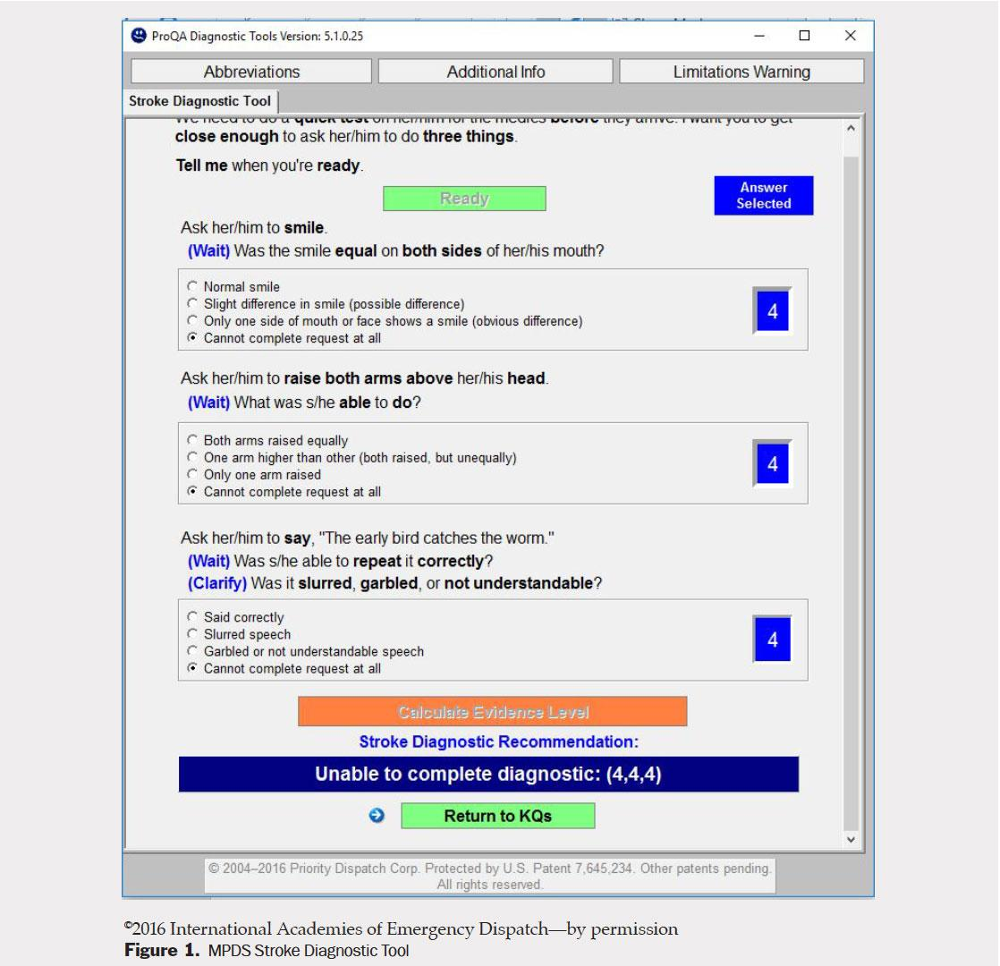 ProQA Diagnostic Tools Version: 5.1.0.25
Abbreviations
Additional Info
Limitations Warning
Stroke Diagnostic Tool
We need to do a quick test on her/him for the medics before they arrive. I want you to get
close enough to ask her/him to do three things.
Tell me when you're ready.
Ready
Answer
Selected
Ask her/him to smile.
(Wait) Was the smile equal on both sides of her/his mouth?
Normal smile
Slight difference in smile (possible difference)
Only one side of mouth or face shows a smile (obvious difference)
Cannot complete request at all
4
Ask her/him to raise both arms above her/his head.
(Wait) What was s/he able to do?
Both arms raised equally
One arm higher than other (both raised, but unequally)
Only one arm raised
Cannot complete request at all
4
Ask her/him to say, "The early bird catches the worm."
(Wait) Was s/he able to repeat it correctly?
(Clarify) Was it slurred, garbled, or not understandable?
Said correctly
Slurred speech
Garbled or not understandable speech
Cannot complete request at all
4
Calculate Evidence Level
Stroke Diagnostic Recommendation:
Unable to complete diagnostic: (4,4,4)
Return to KQs
© 2004–2016 Priority Dispatch Corp. Protected by U.S. Patent 7,645,234. Other patents pending.
All rights reserved.
©2016 International Academies of Emergency Dispatch—by permission
Figure 1. MPDS Stroke Diagnostic Tool